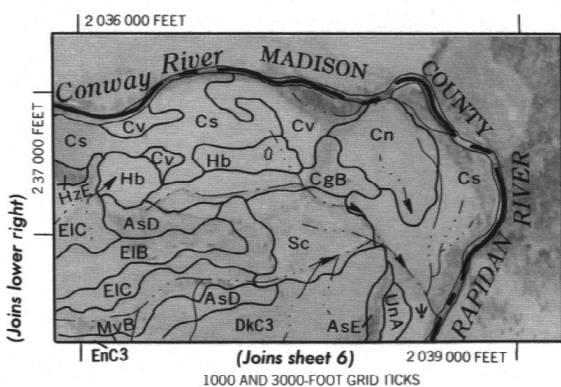 2 036 000 FEET
Conway River MADISON COUNTY
237 000 FEET
Cs
Cv
Cs
Cv
Cn
Cv
Hb
Hb
CgB
Cs
HzE
RIVER
EIC
AsD
Sc
EIB
EIC
AsD
UnA
RAPIDAN
MvB
DkC3
AsE
(Joins lower right)
EnC3
(Joins sheet 6)
2 039 000 FEET
1000 AND 3000-FOOT GRID TICKS